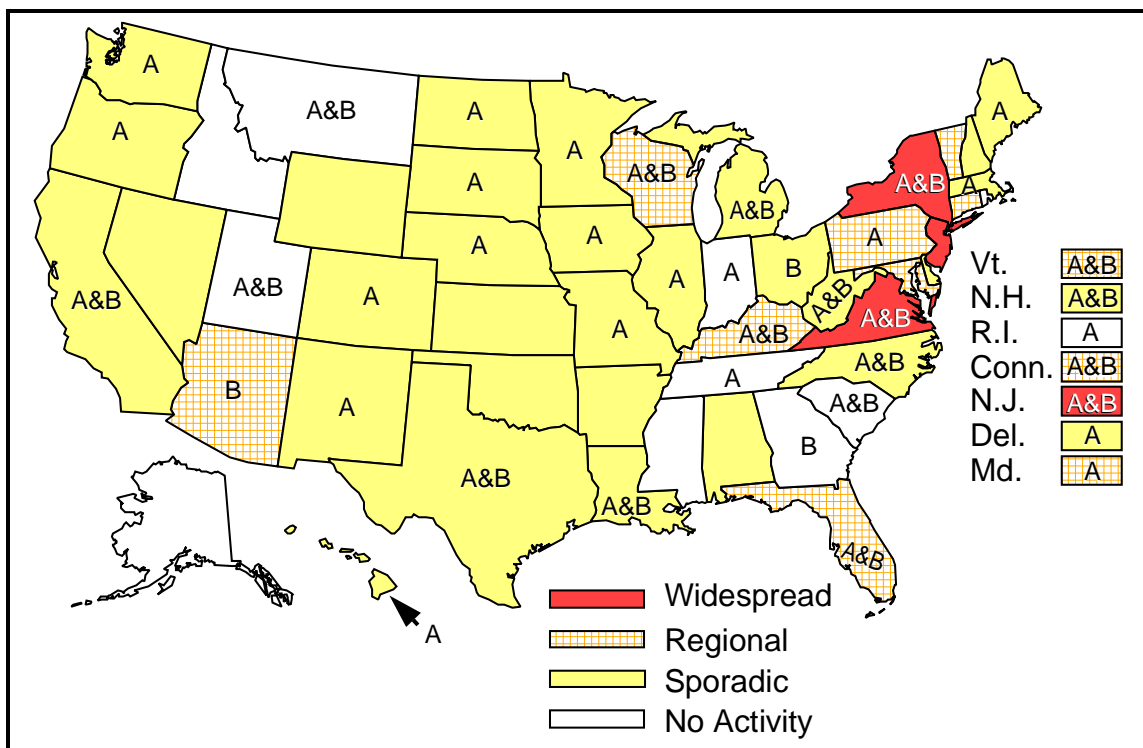 A
A&B
A
A
A
A
A&B
A&B
A
A
A&B
A
A&B
A
A
B
A&B
A&B
A&B
A
A
A
A&B
A&B
B
A
A
A&B
A&B
B
A&B
A&B
A&B
A
Vt. A&B
N.H. A&B
R.I. A
Conn. A&B
N.J. A&B
Del. A
Md. A
Widespread
Regional
Sporadic
No Activity